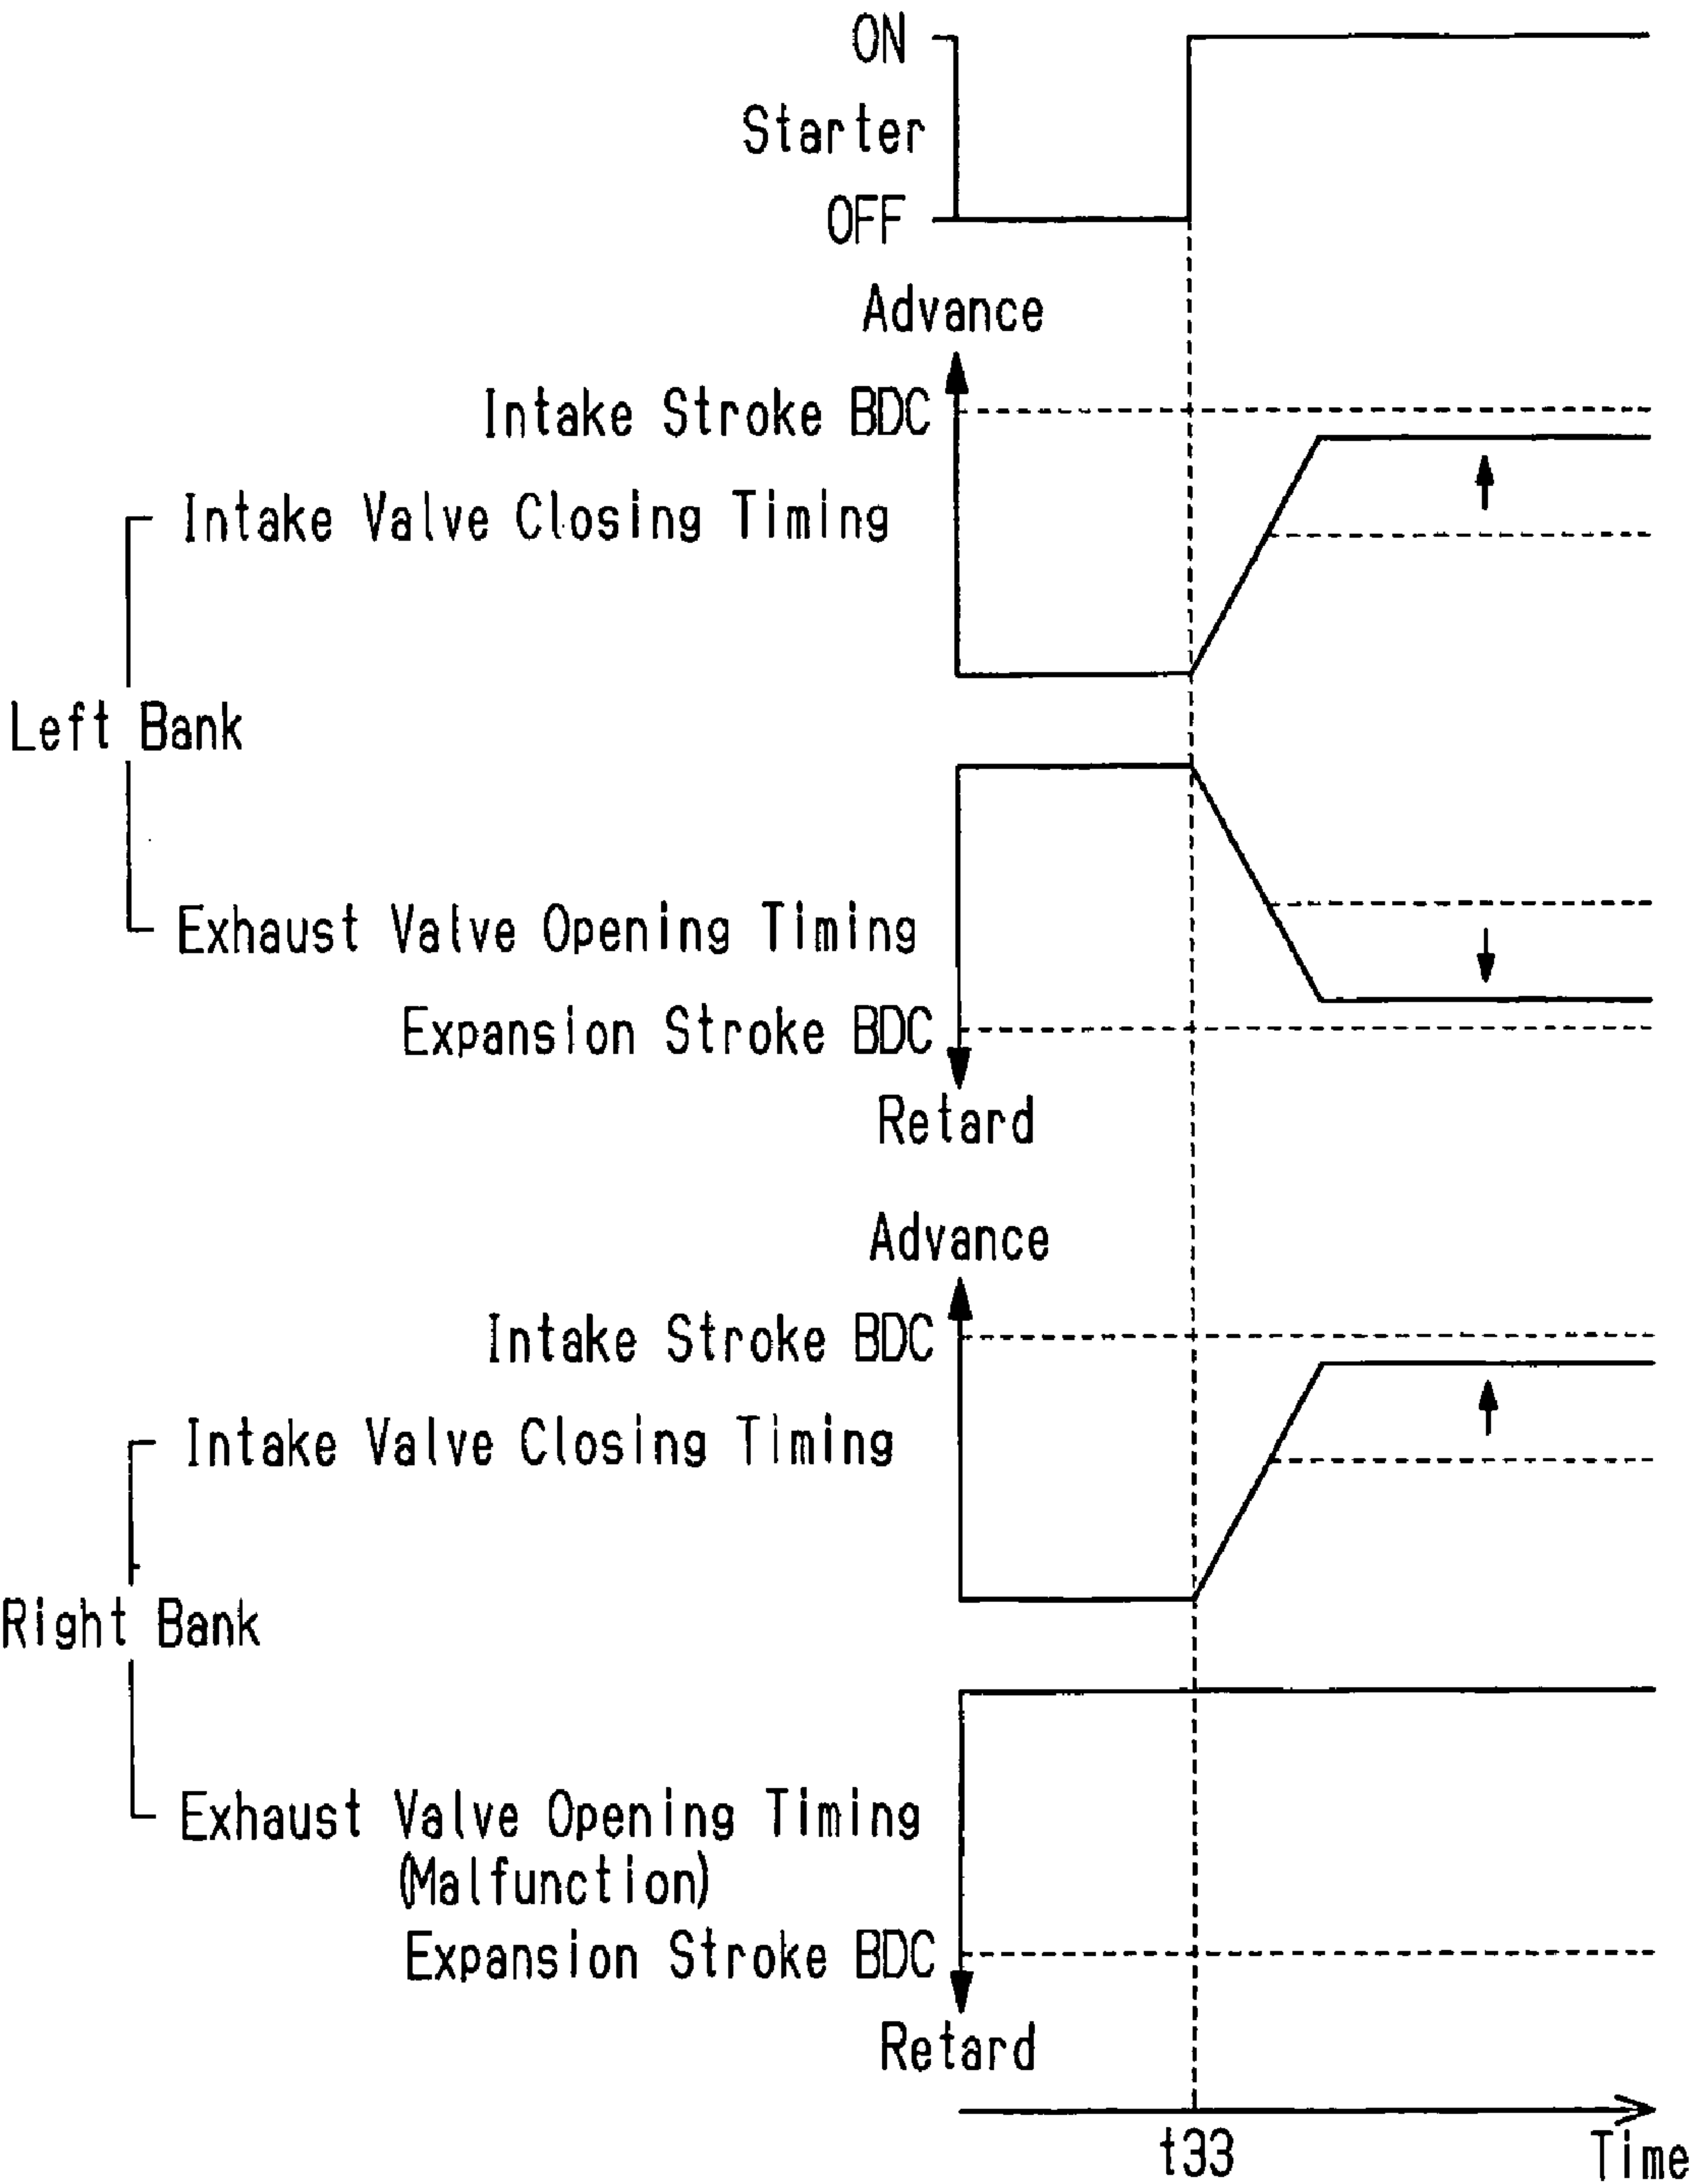 ON
Starter
OFF
Advance
Intake Stroke BDC
Intake Valve Closing Timing
Left Bank
Exhaust Valve Opening Timing
Expansion Stroke BDC
Retard
Advance
Intake Stroke BDC
Intake Valve Closing Timing
Right Bank
Exhaust Valve Opening Timing
(Malfunction)
Expansion Stroke BDC
Retard
t33
Time